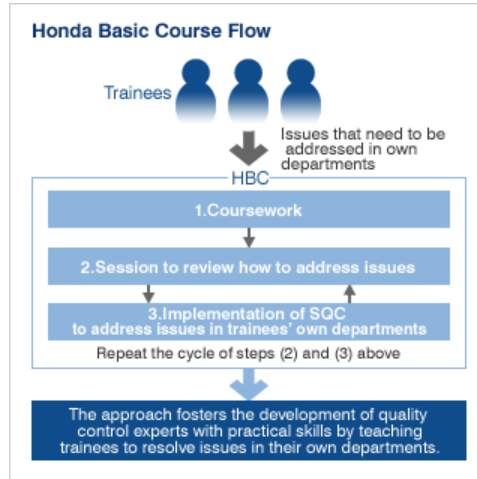 Honda Basic Course Flow
Trainees
Issues that need to be
addressed in own
departments
HBC
1.Coursework
2.Session to review how to address issues
3.Implementation of SQC
to address issues in trainees' own departments
Repeat the cycle of steps (2) and (3) above
The approach fosters the development of quality
control experts with practical skills by teaching
trainees to resolve issues in their own departments.